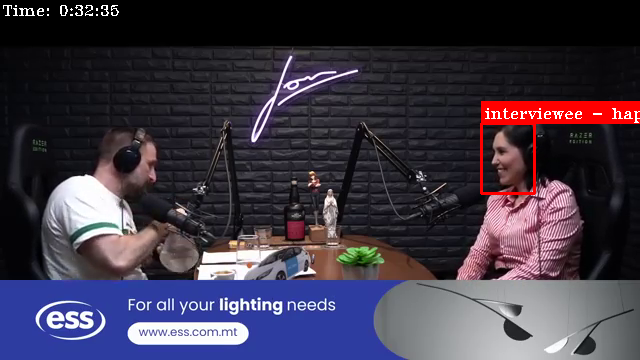 Time: 0:32:35
Jon
interviewee - hap
RAZER
EDITION
RAZER
EDITION
ess
For all your lighting needs
www.ess.com.mt